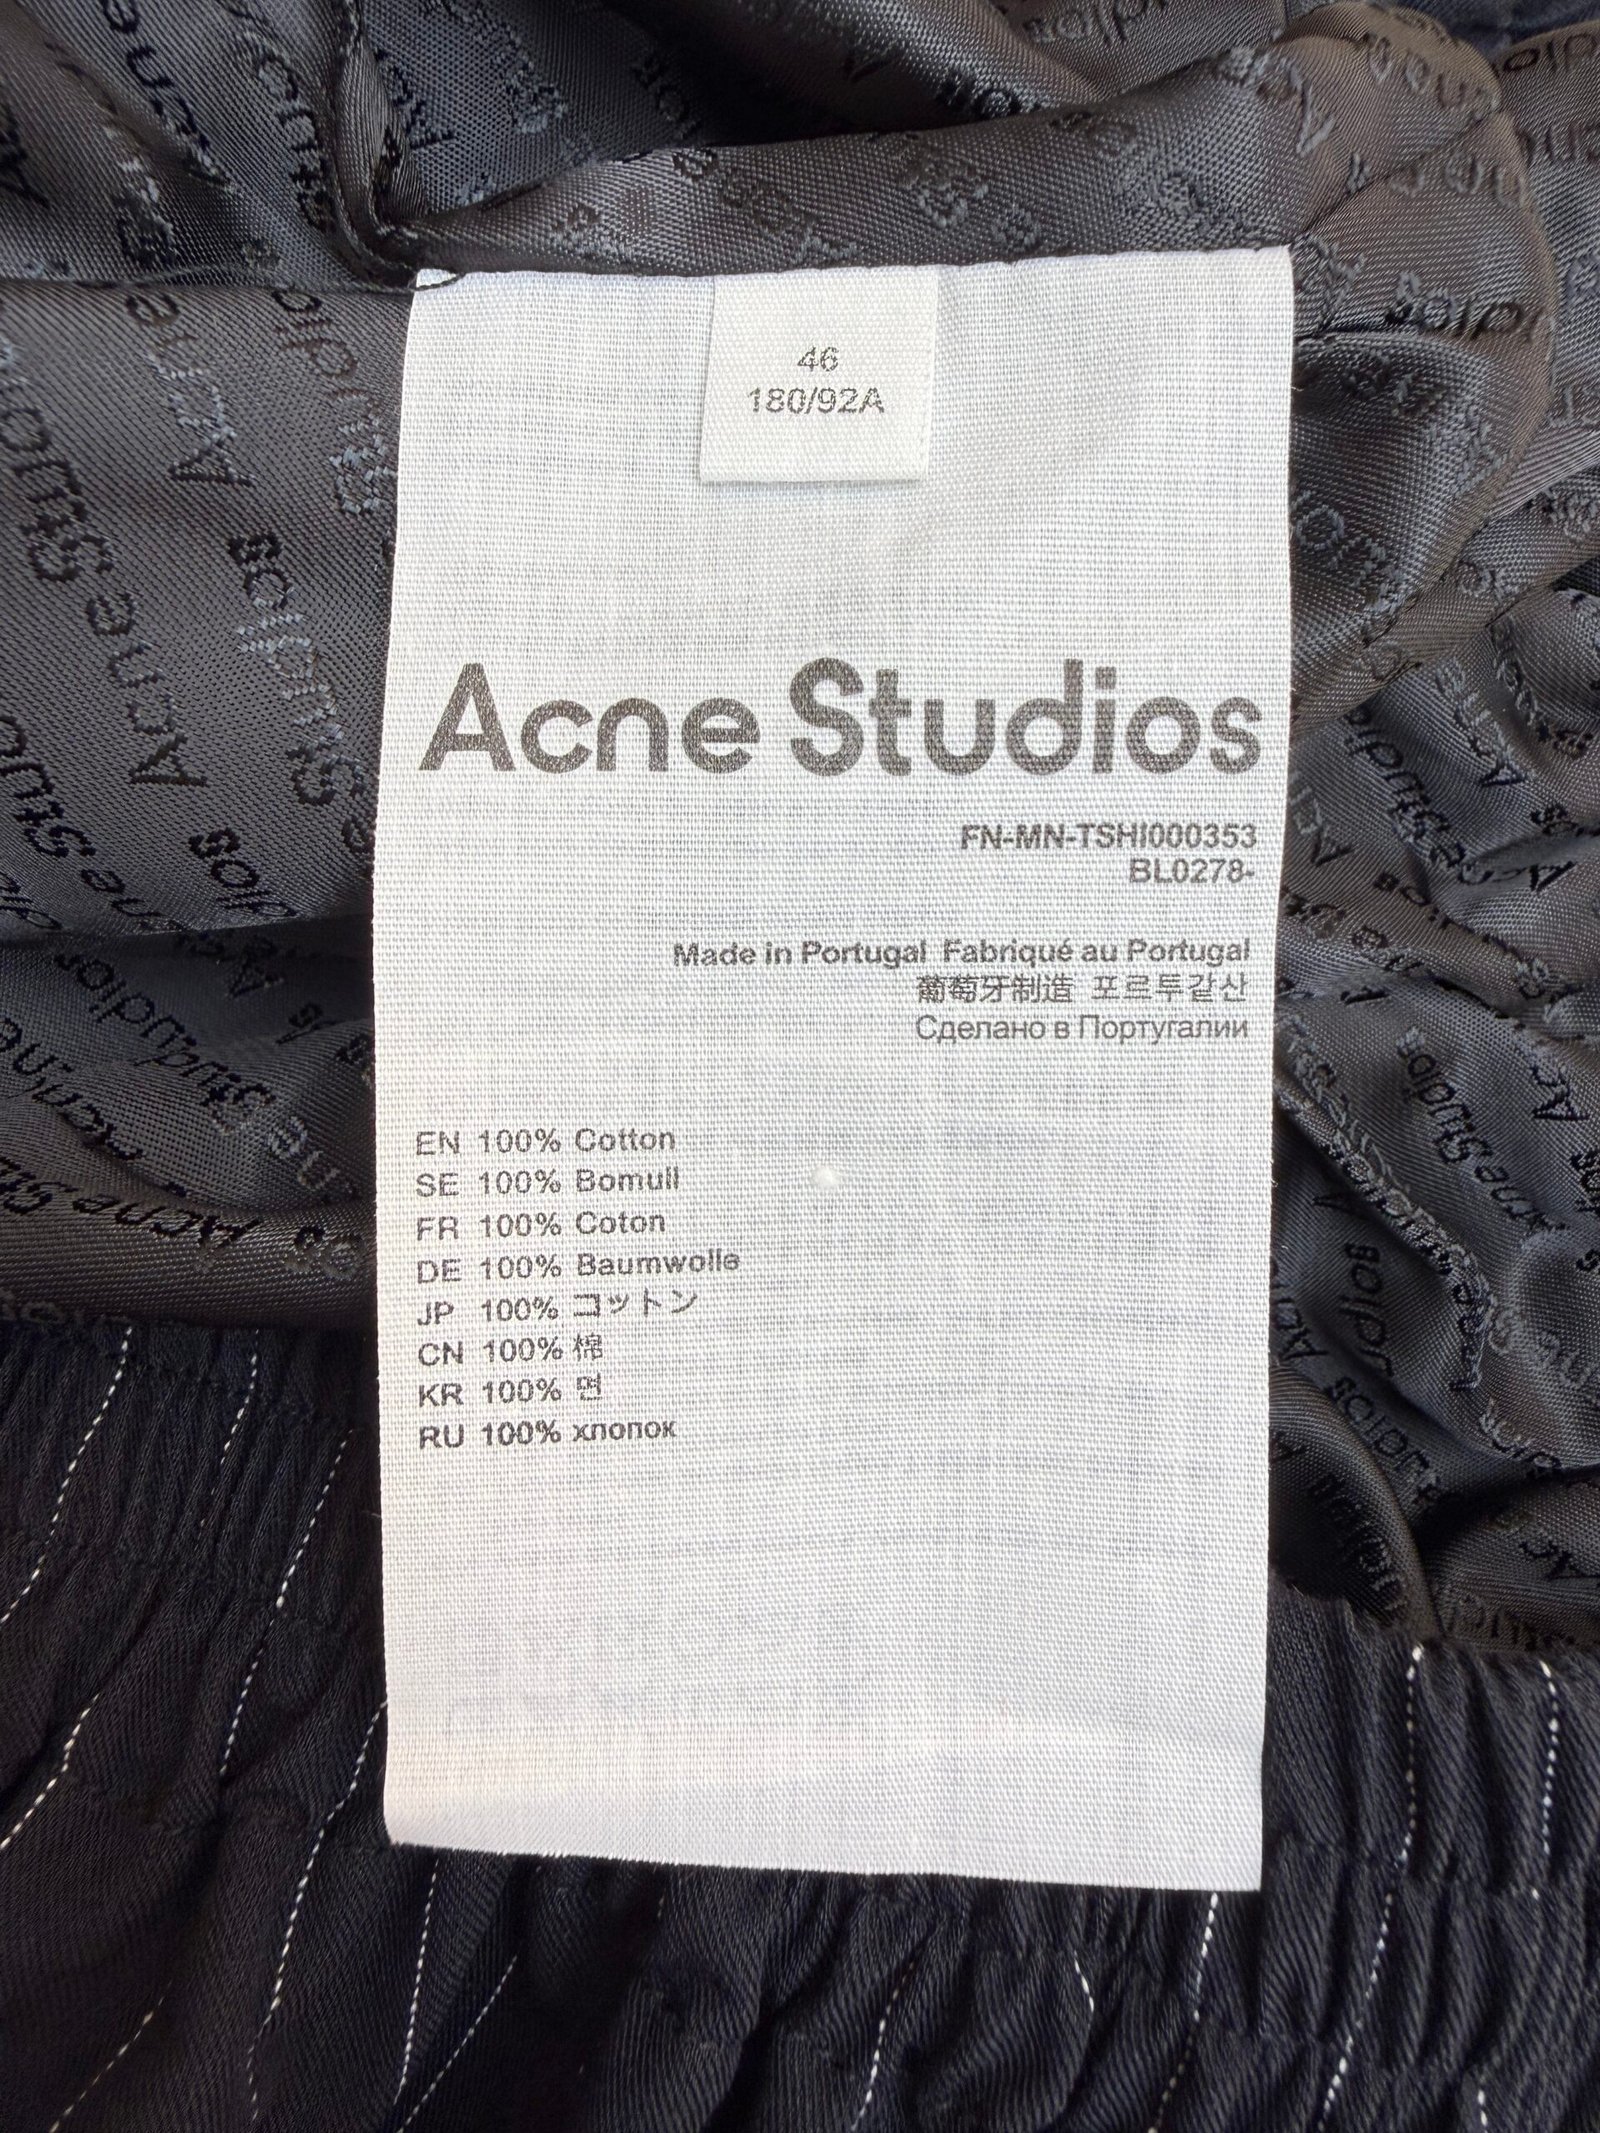 46
180/92A
Acne Studios
FN-MN-TSHI000353
BL0278-
Made in Portugal Fabriqué au Portugal
葡萄牙制造 포르투갈산
Сделано в Португалии
EN 100% Cotton
SE 100% Bomull
FR 100% Coton
DE 100% Baumwolle
JP 100% コットン
CN 100% 棉
KR 100% 면
RU 100% хлопок